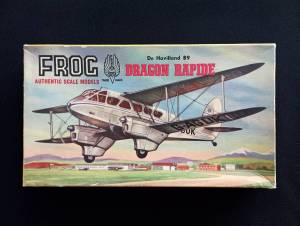 FROG
AUTHENTIC SCALE MODELS
De Havilland 89
DRAGON RAPIDE